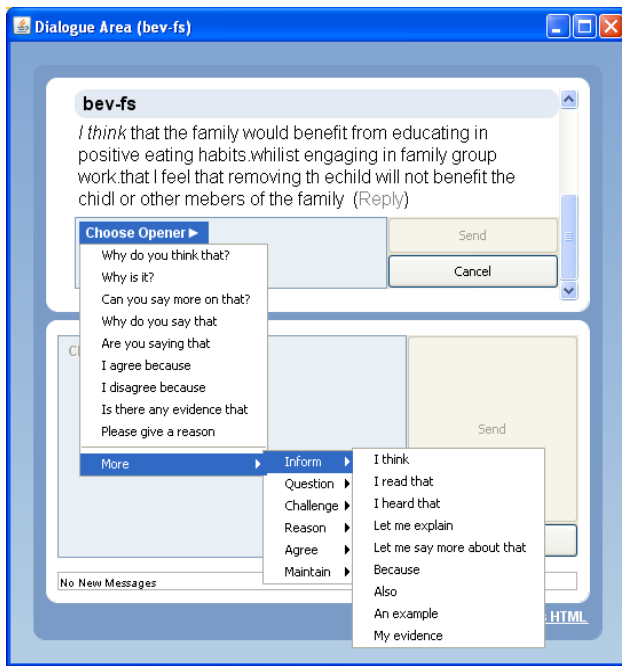 Dialogue Area (bev-fs)
bev-fs
I think that the family would benefit from educating in
positive eating habits.whilst engaging in family group
work.that I feel that removing th echild will not benefit the
chidl or other mebers of the family (Reply)
Choose Opener
Send
Cancel
Why do you think that?
Why is it?
Can you say more on that?
Why do you say that
Are you saying that
I agree because
I disagree because
Is there any evidence that
Please give a reason
More
Send
Inform
Question
Challenge
Reason
Agree
Maintain
I think
I read that
I heard that
Let me explain
Let me say more about that
Because
Also
An example
My evidence
No New Messages
HTML